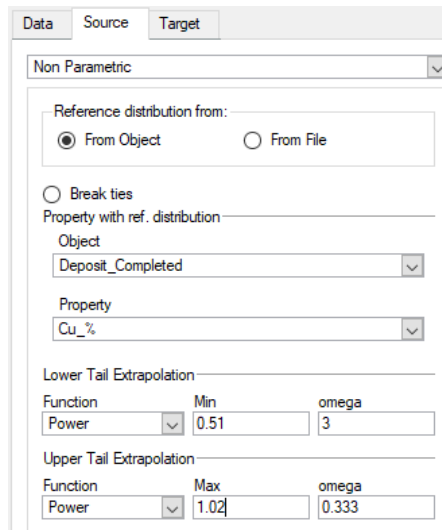 Data Source Target
Non Parametric
Reference distribution from:
From Object From File
Break ties
Property with ref. distribution
Object
Deposit_Completed
Property
Cu_%
Lower Tail Extrapolation
Function Min omega
Power 0.51 3
Upper Tail Extrapolation
Function Max omega
Power 1.02 0.333